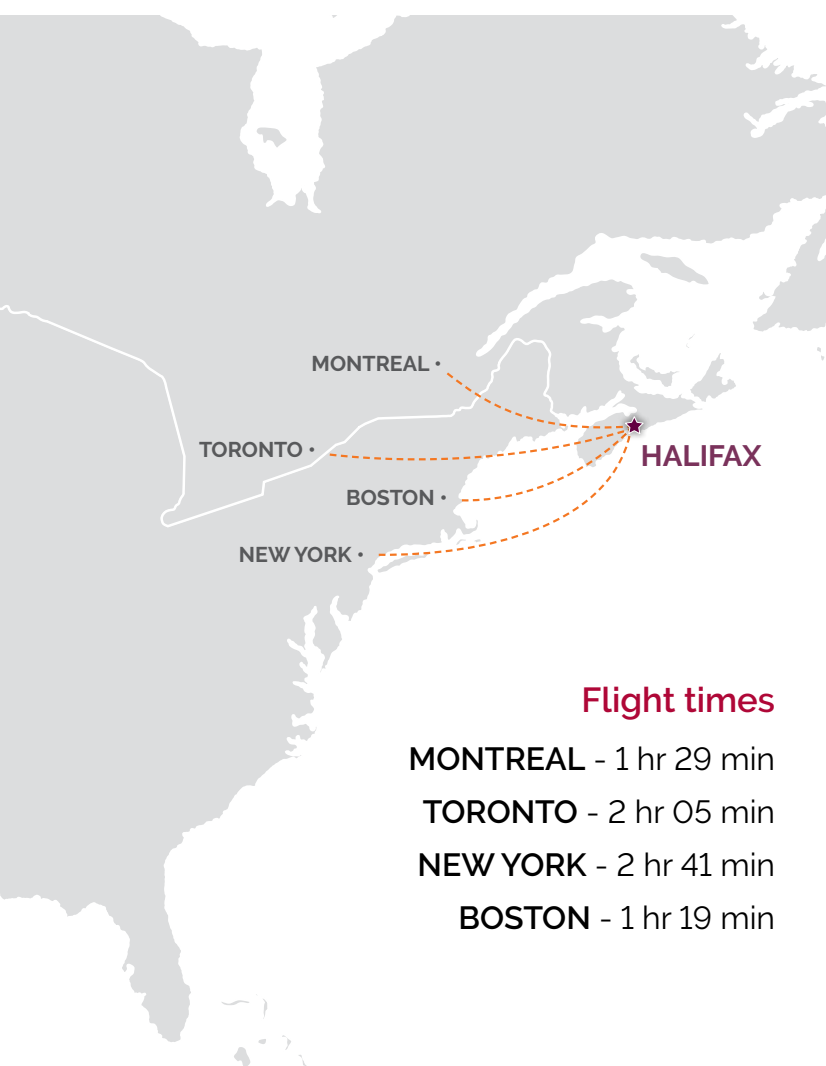 MONTREAL •
TORONTO •
HALIFAX
BOSTON •
NEW YORK •
Flight times
MONTREAL - 1 hr 29 min
TORONTO - 2 hr 05 min
NEW YORK - 2 hr 41 min
BOSTON - 1 hr 19 min